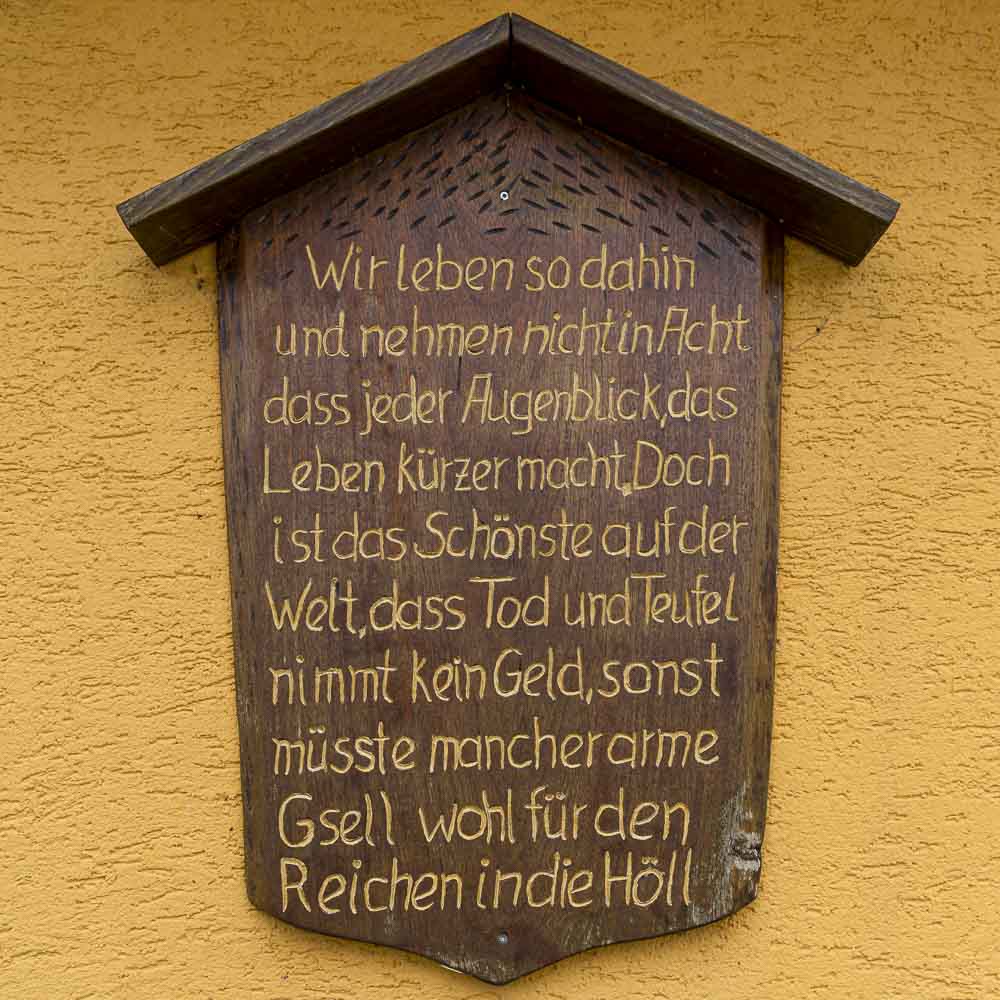 Wir leben so dahin
und nehmen nicht in Acht
dass jeder Augenblick, das
Leben kürzer macht. Doch
ist das Schönste auf der
Welt, dass Tod und Teufel
nimmt kein Geld, sonst
müsste mancher arme
Gsell wohl für den
Reichen in die Höll